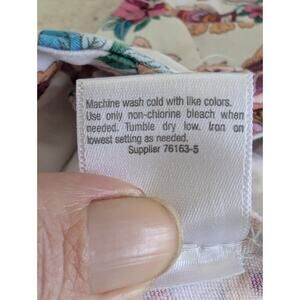 Machine wash cold with like colors.
Use only non-chlorine bleach when
needed. Tumble dry low. Iron on
lowest setting as needed.
Supplier 76163-5